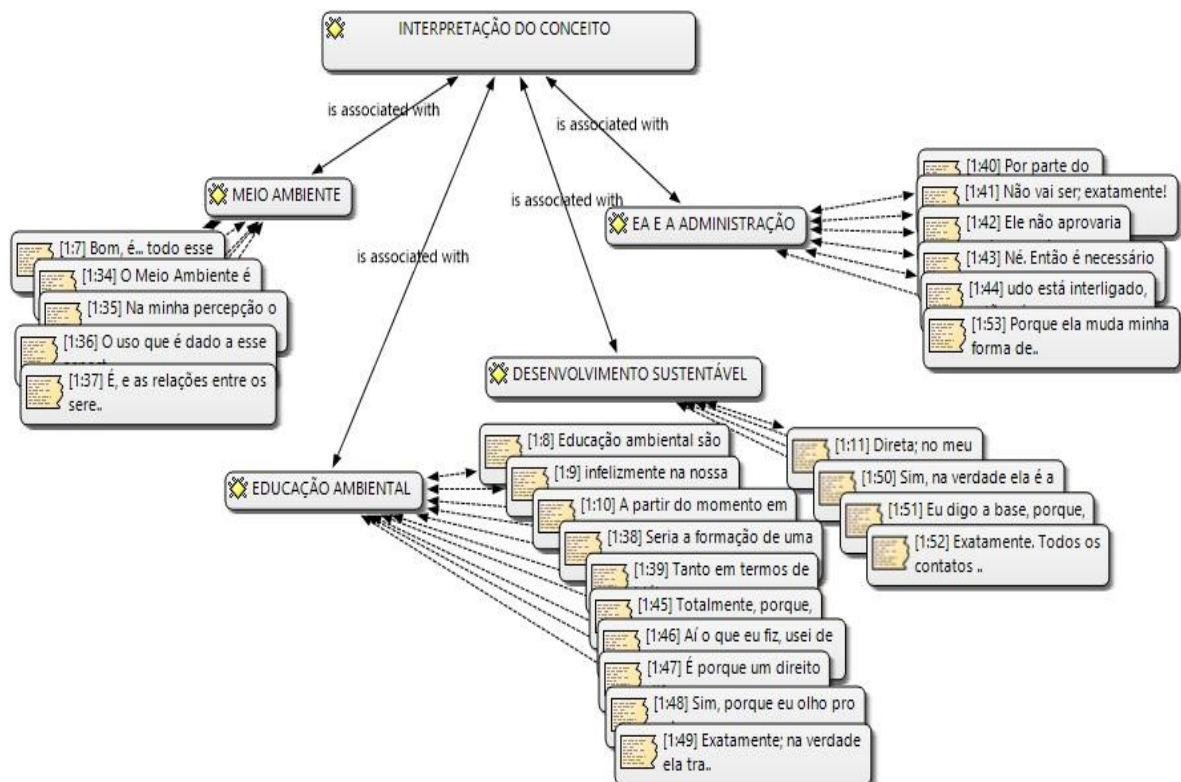 INTERPRETAÇÃO DO CONCEITO
is associated with
is associated with
is associated with
is associated with
MEIO AMBIENTE
[1:7] Bom, é... todo esse
[1:34] O Meio Ambiente é
[1:35] Na minha percepção o
[1:36] O uso que é dado a esse
[1:37] É, e as relações entre os
sere..
EA E A ADMINISTRAÇÃO
[1:40] Por parte do
[1:41] Não vai ser; exatamente!
[1:42] Ele não aprovaria
[1:43] Né. Então é necessário
[1:44] udo está interligado,
[1:53] Porque ela muda minha
forma de..
DESENVOLVIMENTO SUSTENTÁVEL
[1:11] Direta; no meu
[1:50] Sim, na verdade ela é a
[1:51] Eu digo a base, porque,
[1:52] Exatamente. Todos os
contatos ..
EDUCAÇÃO AMBIENTAL
[1:8] Educação ambiental são
[1:9] infelizmente na nossa
[1:10] A partir do momento em
[1:38] Seria a formação de uma
[1:39] Tanto em termos de
[1:45] Totalmente, porque,
[1:46] Aí o que eu fiz, usei de
[1:47] É porque um direito
[1:48] Sim, porque eu olho pro
[1:49] Exatamente; na verdade
ela tra..